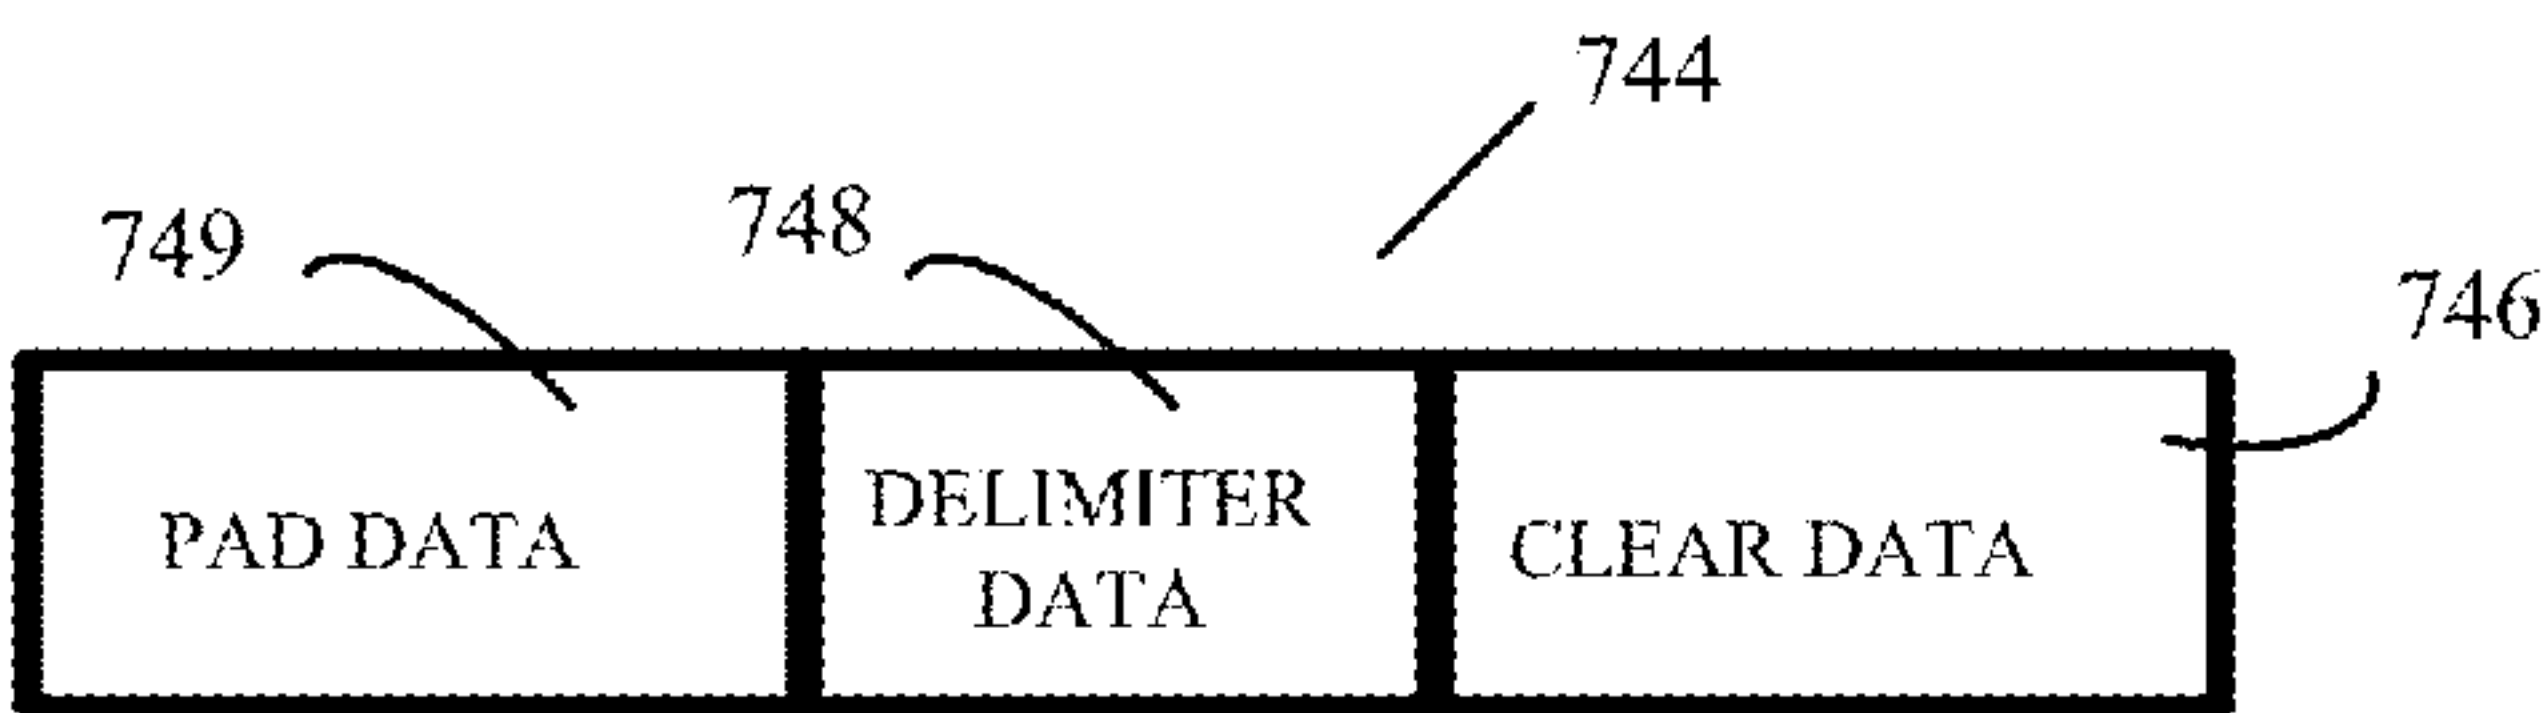 744
749
748
746
PAD DATA
DELIMITER
DATA
CLEAR DATA